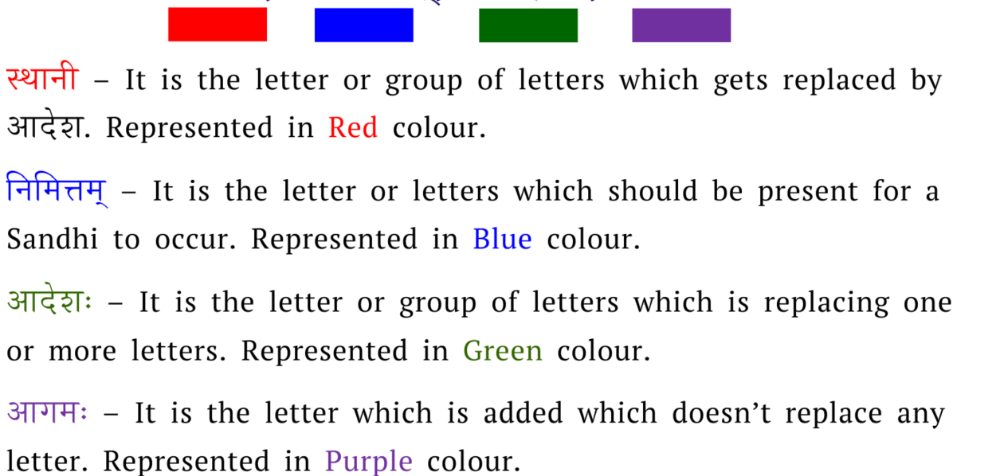 स्थानी – It is the letter or group of letters which gets replaced by
आदेश. Represented in Red colour.
निमित्तम् – It is the letter or letters which should be present for a
Sandhi to occur. Represented in Blue colour.
आदेशः – It is the letter or group of letters which is replacing one
or more letters. Represented in Green colour.
आगमः – It is the letter which is added which doesn’t replace any
letter. Represented in Purple colour.